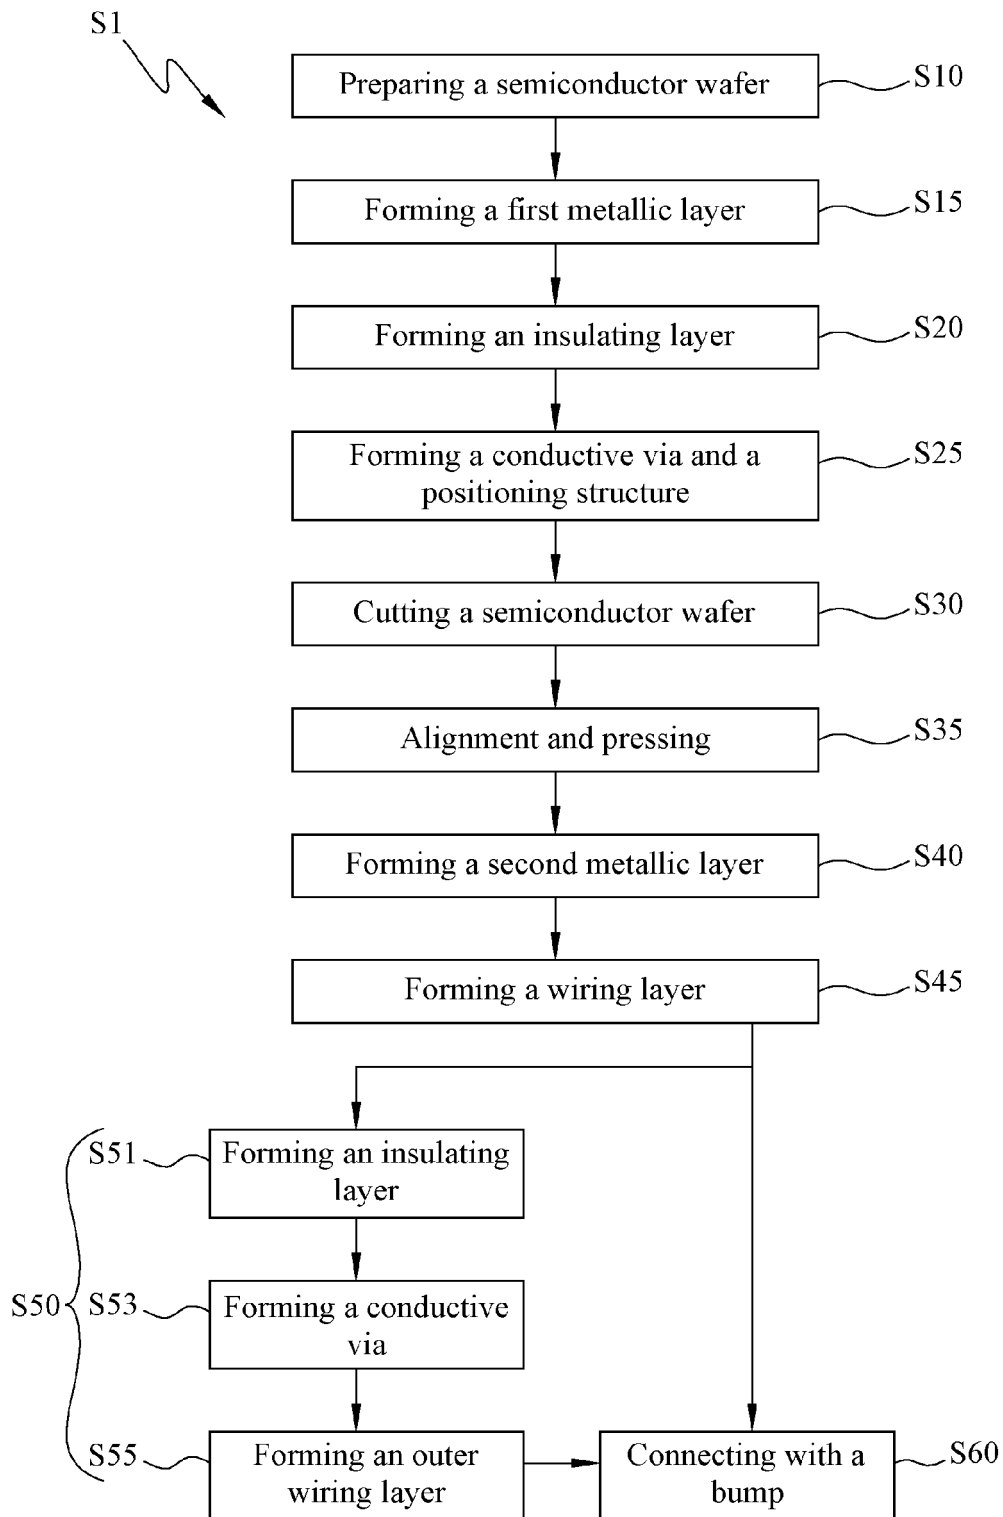 S1
Preparing a semiconductor wafer
S10
Forming a first metallic layer
S15
Forming an insulating layer
S20
Forming a conductive via and a
positioning structure
S25
Cutting a semiconductor wafer
S30
Alignment and pressing
S35
Forming a second metallic layer
S40
Forming a wiring layer
S45
S50
S51
Forming an insulating
layer
S53
Forming a conductive
via
S55
Forming an outer
wiring layer
Connecting with a
bump
S60